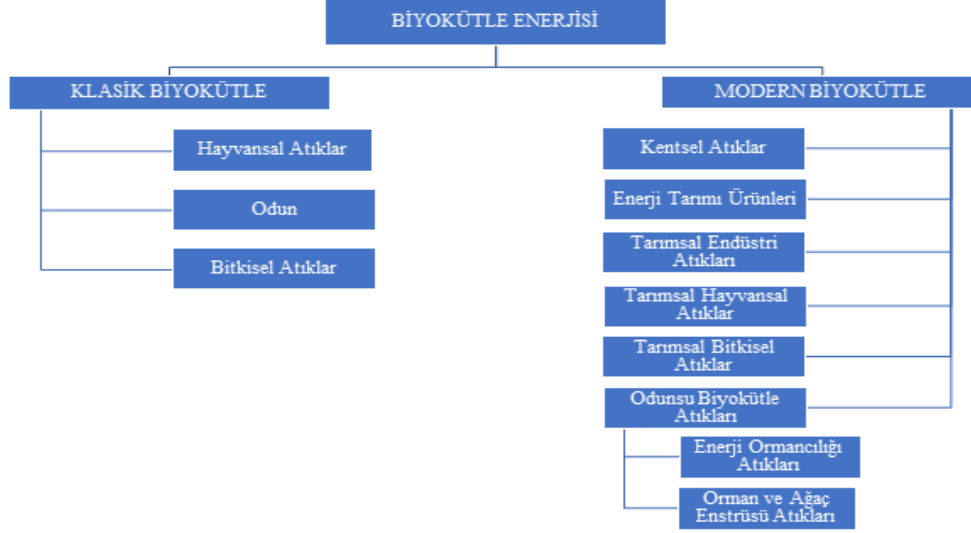 BİYOKÜTLE ENERJİSİ
KLASİK BİYOKÜTLE
Hayvansal Atıklar
Odun
Bitkisel Atıklar
MODERN BİYOKÜTLE
Kentsel Atıklar
Enerji Tarımı Ürünleri
Tarımsal Endüstri
Atıkları
Tarımsal Hayvansal
Atıklar
Tarımsal Bitkisel
Atıklar
Odunsu Biyokütle
Atıkları
Enerji Ormancılığı
Atıkları
Orman ve Ağaç
Enstrüsü Atıkları